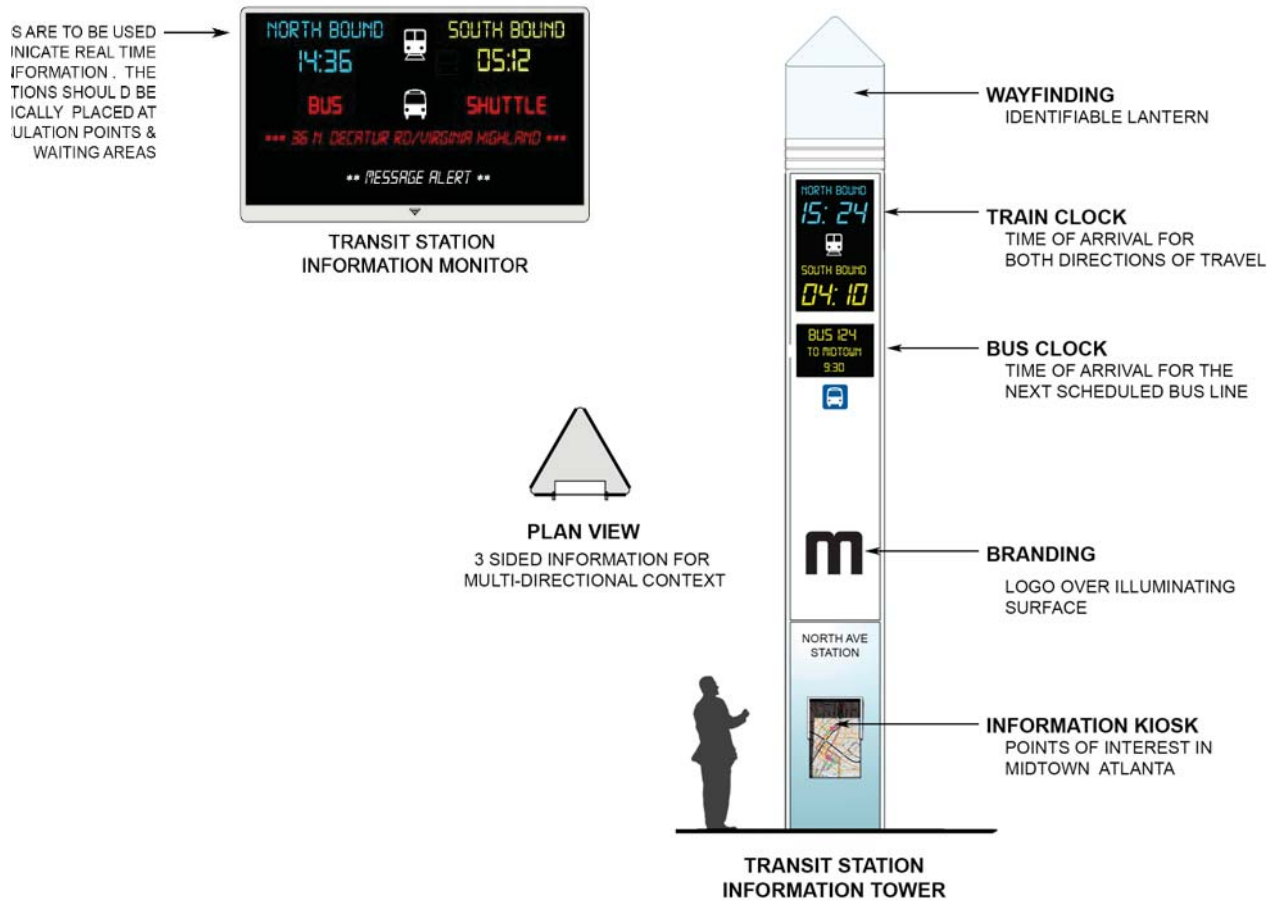 S ARE TO BE USED
NICATE REAL TIME
NFORMATION . THE
TIONS SHOUL D BE
ICALLY PLACED AT
ULATION POINTS &
WAITING AREAS
NORTH BOUND
14:36
SOUTH BOUND
05:12
BUS
SHUTTLE
*** 36 N. DECATUR RD/VIRGINIA HIGHLAND ***
** MESSAGE ALERT **
TRANSIT STATION
INFORMATION MONITOR
PLAN VIEW
3 SIDED INFORMATION FOR
MULTI-DIRECTIONAL CONTEXT
NORTH BOUND
15: 24
SOUTH BOUND
04: 10
BUS 124
TO MIDTOWN
9:30
m
NORTH AVE
STATION
WAYFINDING
IDENTIFIABLE LANTERN
TRAIN CLOCK
TIME OF ARRIVAL FOR
BOTH DIRECTIONS OF TRAVEL
BUS CLOCK
TIME OF ARRIVAL FOR THE
NEXT SCHEDULED BUS LINE
BRANDING
LOGO OVER ILLUMINATING
SURFACE
INFORMATION KIOSK
POINTS OF INTEREST IN
MIDTOWN ATLANTA
TRANSIT STATION
INFORMATION TOWER